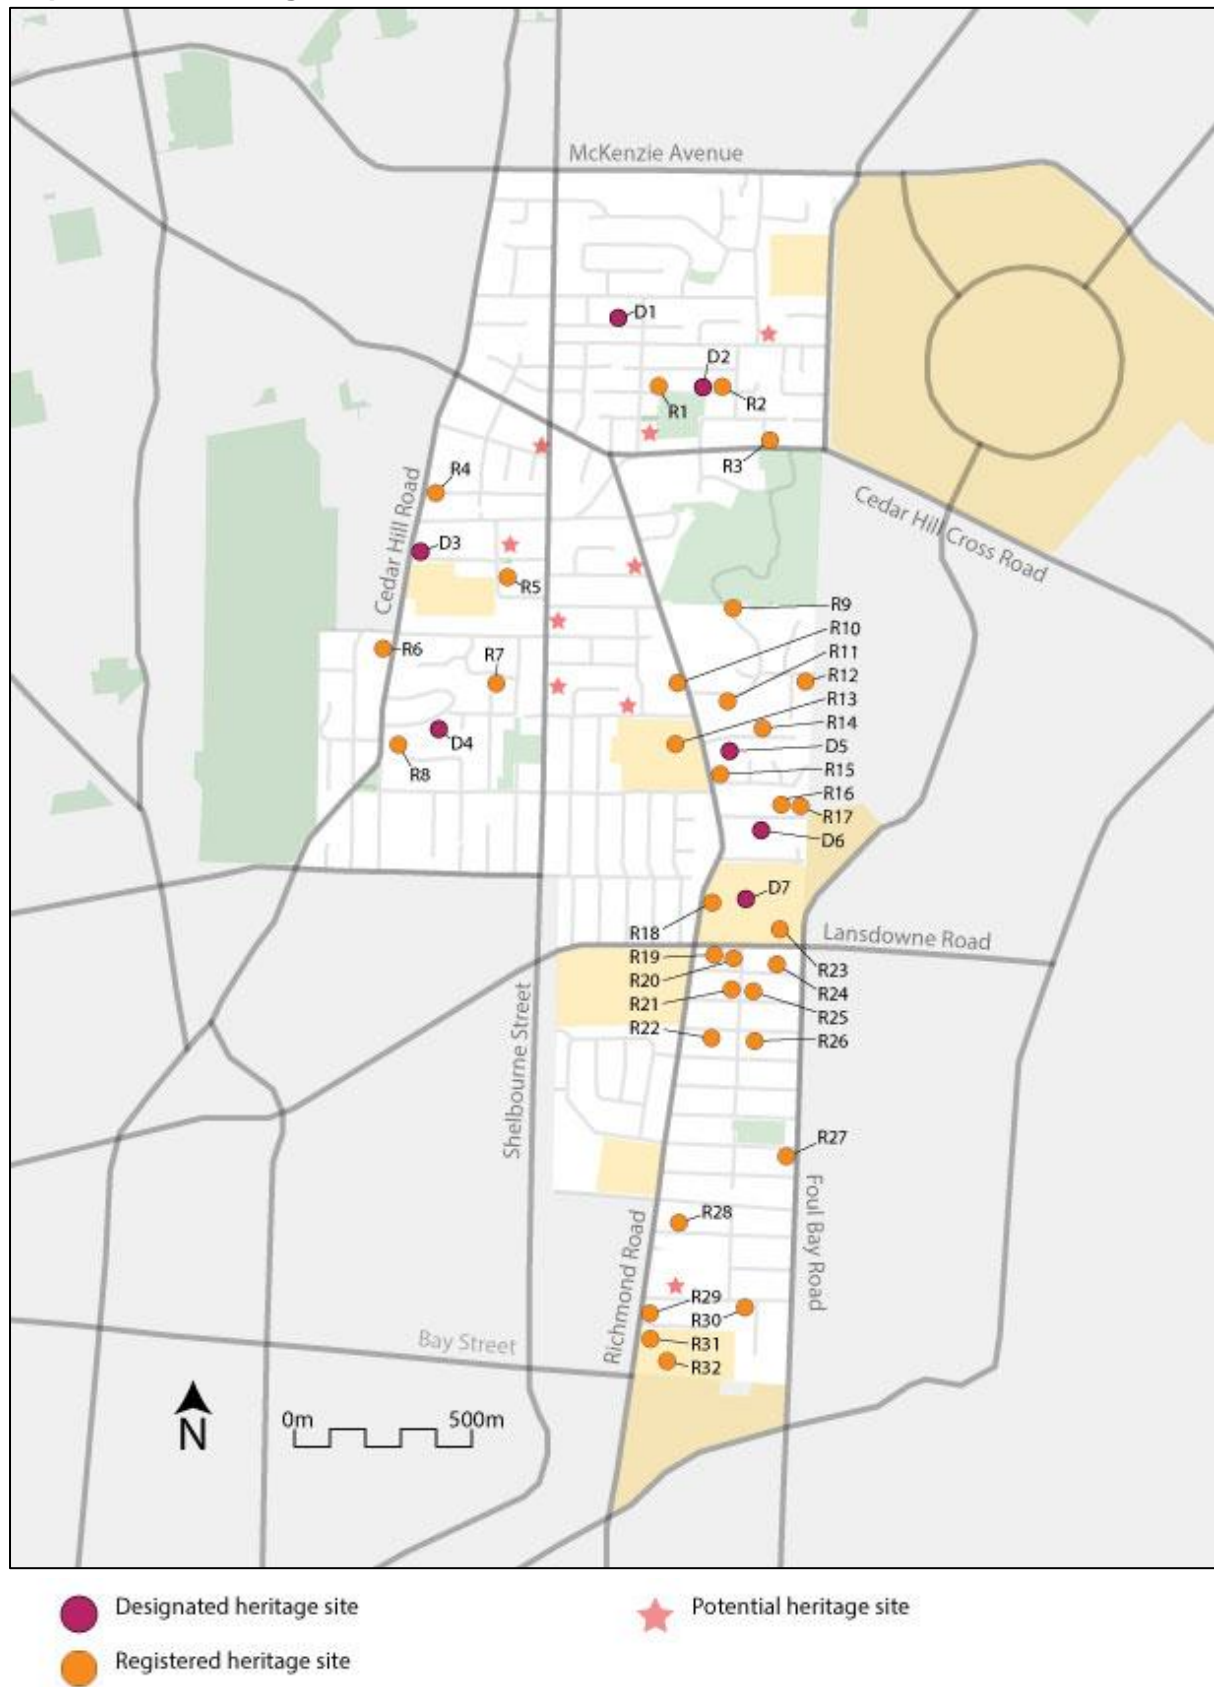 McKenzie Avenue
D1
D2
R1
R2
R3
R4
Cedar Hill Road
Cedar Hill Cross Road
D3
R5
R9
R10
R6
R7
R11
R12
R13
R14
D4
D5
R8
R15
R16
R17
D6
D7
R18
Lansdowne Road
R19
R23
R20
R24
R21
R25
R22
R26
Shelbourne Street
R27
Foul Bay Road
R28
Richmond Road
R29
R30
Bay Street
R31
R32
N
0m 500m
Designated heritage site
Potential heritage site
Registered heritage site